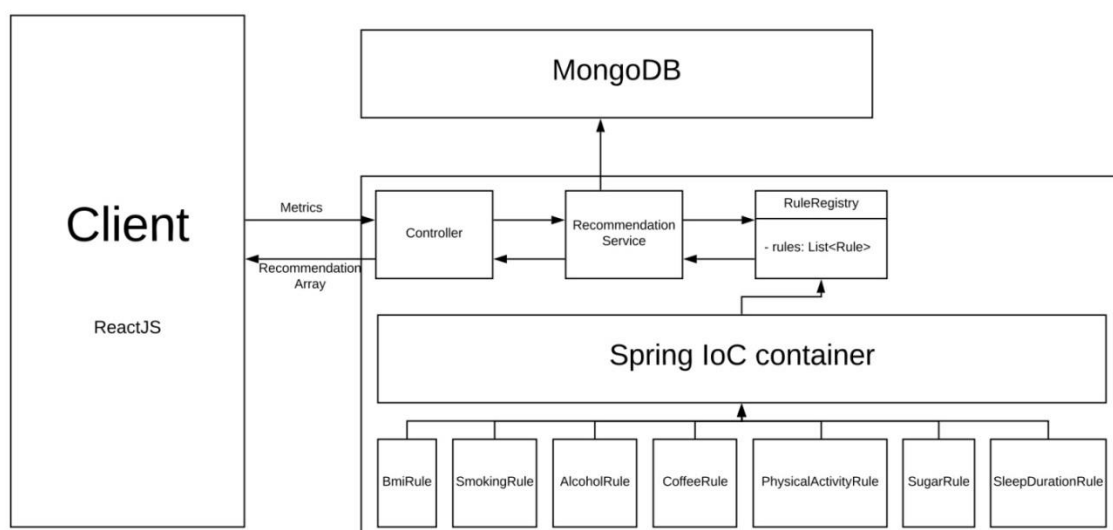 MongoDB
Client
ReactJS
Metrics
Recommendation
Array
Controller
Recommendation
Service
RuleRegistry
- rules: List<Rule>
Spring IoC container
BmiRule
SmokingRule
AlcoholRule
CoffeeRule
PhysicalActivityRule
SugarRule
SleepDurationRule